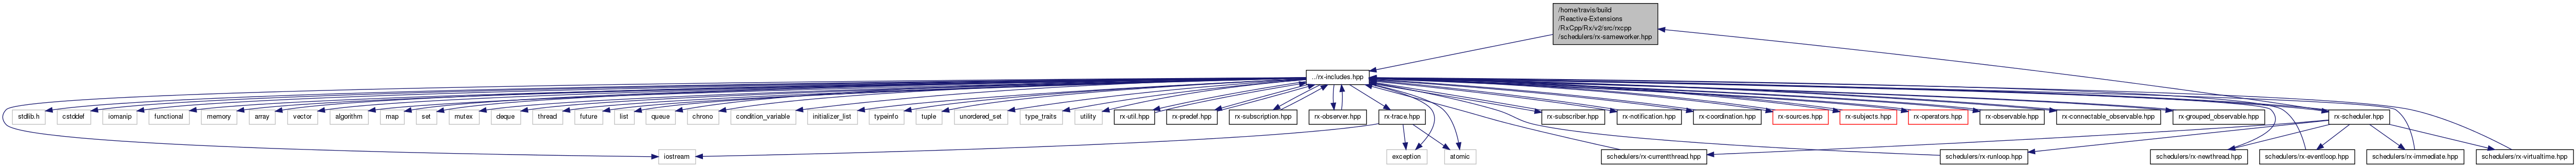 /home/travis/build
/Reactive-Extensions
/RxCpp/Rx/v2/src/rxcpp
/schedulers/rx-sameworker.hpp
../rx-includes.hpp
stdlib.h
cstddef
iomanip
functional
memory
array
vector
algorithm
map
set
mutex
deque
thread
future
list
queue
chrono
condition_variable
initializer_list
typeinfo
tuple
unordered_set
type_traits
utility
rx-util.hpp
rx-predef.hpp
rx-subscription.hpp
rx-observer.hpp
rx-trace.hpp
rx-subscriber.hpp
rx-notification.hpp
rx-coordination.hpp
rx-sources.hpp
rx-subjects.hpp
rx-operators.hpp
rx-observable.hpp
rx-connectable_observable.hpp
rx-grouped_observable.hpp
rx-scheduler.hpp
iostream
exception
atomic
schedulers/rx-currentthread.hpp
schedulers/rx-runloop.hpp
schedulers/rx-newthread.hpp
schedulers/rx-eventloop.hpp
schedulers/rx-immediate.hpp
schedulers/rx-virtualtime.hpp